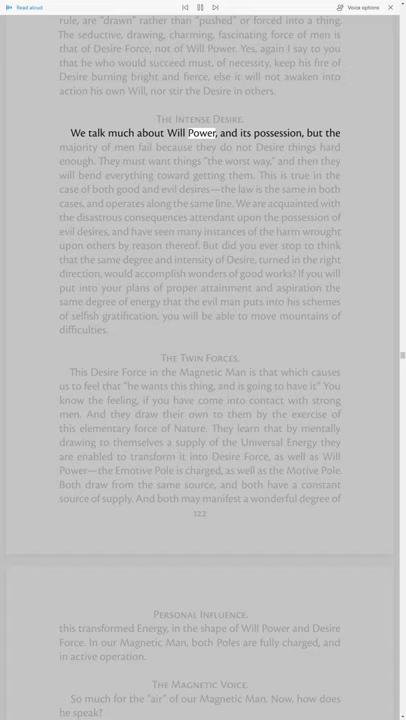 Read aloud
Voice options
rule, are "drawn" rather than "pushed" or forced into a thing.
The seductive, drawing, charming, fascinating force of men is
that of Desire Force, not of Will Power. Yes, again I say to you
that he who would succeed must, of necessity, keep his fire of
Desire burning bright and fierce, else it will not awaken into
action his own Will, nor stir the Desire in others.
The Intense Desire.
We talk much about Will Power, and its possession, but the
majority of men fail because they do not Desire things hard
enough. They must want things "the worst way," and then they
will bend everything toward getting them. This is true in the
case of both good and evil desires—the law is the same in both
cases, and operates along the same line. We are acquainted with
the disastrous consequences attendant upon the possession of
evil desires, and have seen many instances of the harm wrought
upon others by reason thereof. But did you ever stop to think
that the same degree and intensity of Desire, turned in the right
direction, would accomplish wonders of good works? If you will
put into your plans of proper attainment and aspiration the
same degree of energy that the evil man puts into his schemes
of selfish gratification, you will be able to move mountains of
difficulties.
The Twin Forces.
This Desire Force in the Magnetic Man is that which causes
us to feel that "he wants this thing, and is going to have it" You
know the feeling, if you have come into contact with strong
men. And they draw their own to them by the exercise of
this elementary force of Nature. They learn that by mentally
drawing to themselves a supply of the Universal Energy they
are enabled to transform it into Desire Force, as well as Will
Power—the Emotive Pole is charged, as well as the Motive Pole.
Both draw from the same source, and both have a constant
source of supply. And both may manifest a wonderful degree of
122
Personal Influence.
this transformed Energy, in the shape of Will Power and Desire
Force. In our Magnetic Man, both Poles are fully charged, and
in active operation.
The Magnetic Voice.
So much for the "air" of our Magnetic Man. Now, how does
he speak?